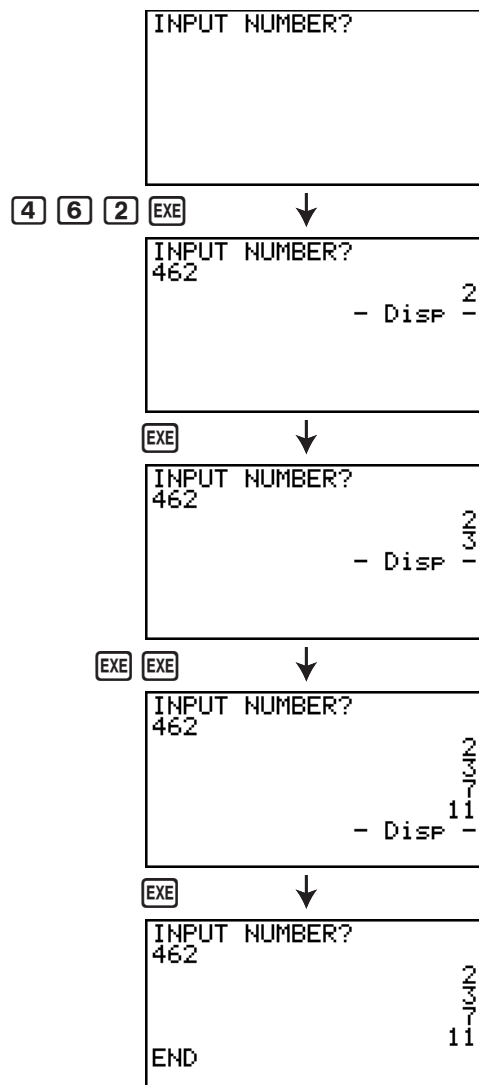 INPUT NUMBER?
4 6 2 EXE
INPUT NUMBER?
462
2
- Disp -
EXE
INPUT NUMBER?
462
2
3
- Disp -
EXE EXE
INPUT NUMBER?
462
2
3
7
11
- Disp -
EXE
INPUT NUMBER?
462
2
3
7
11
END